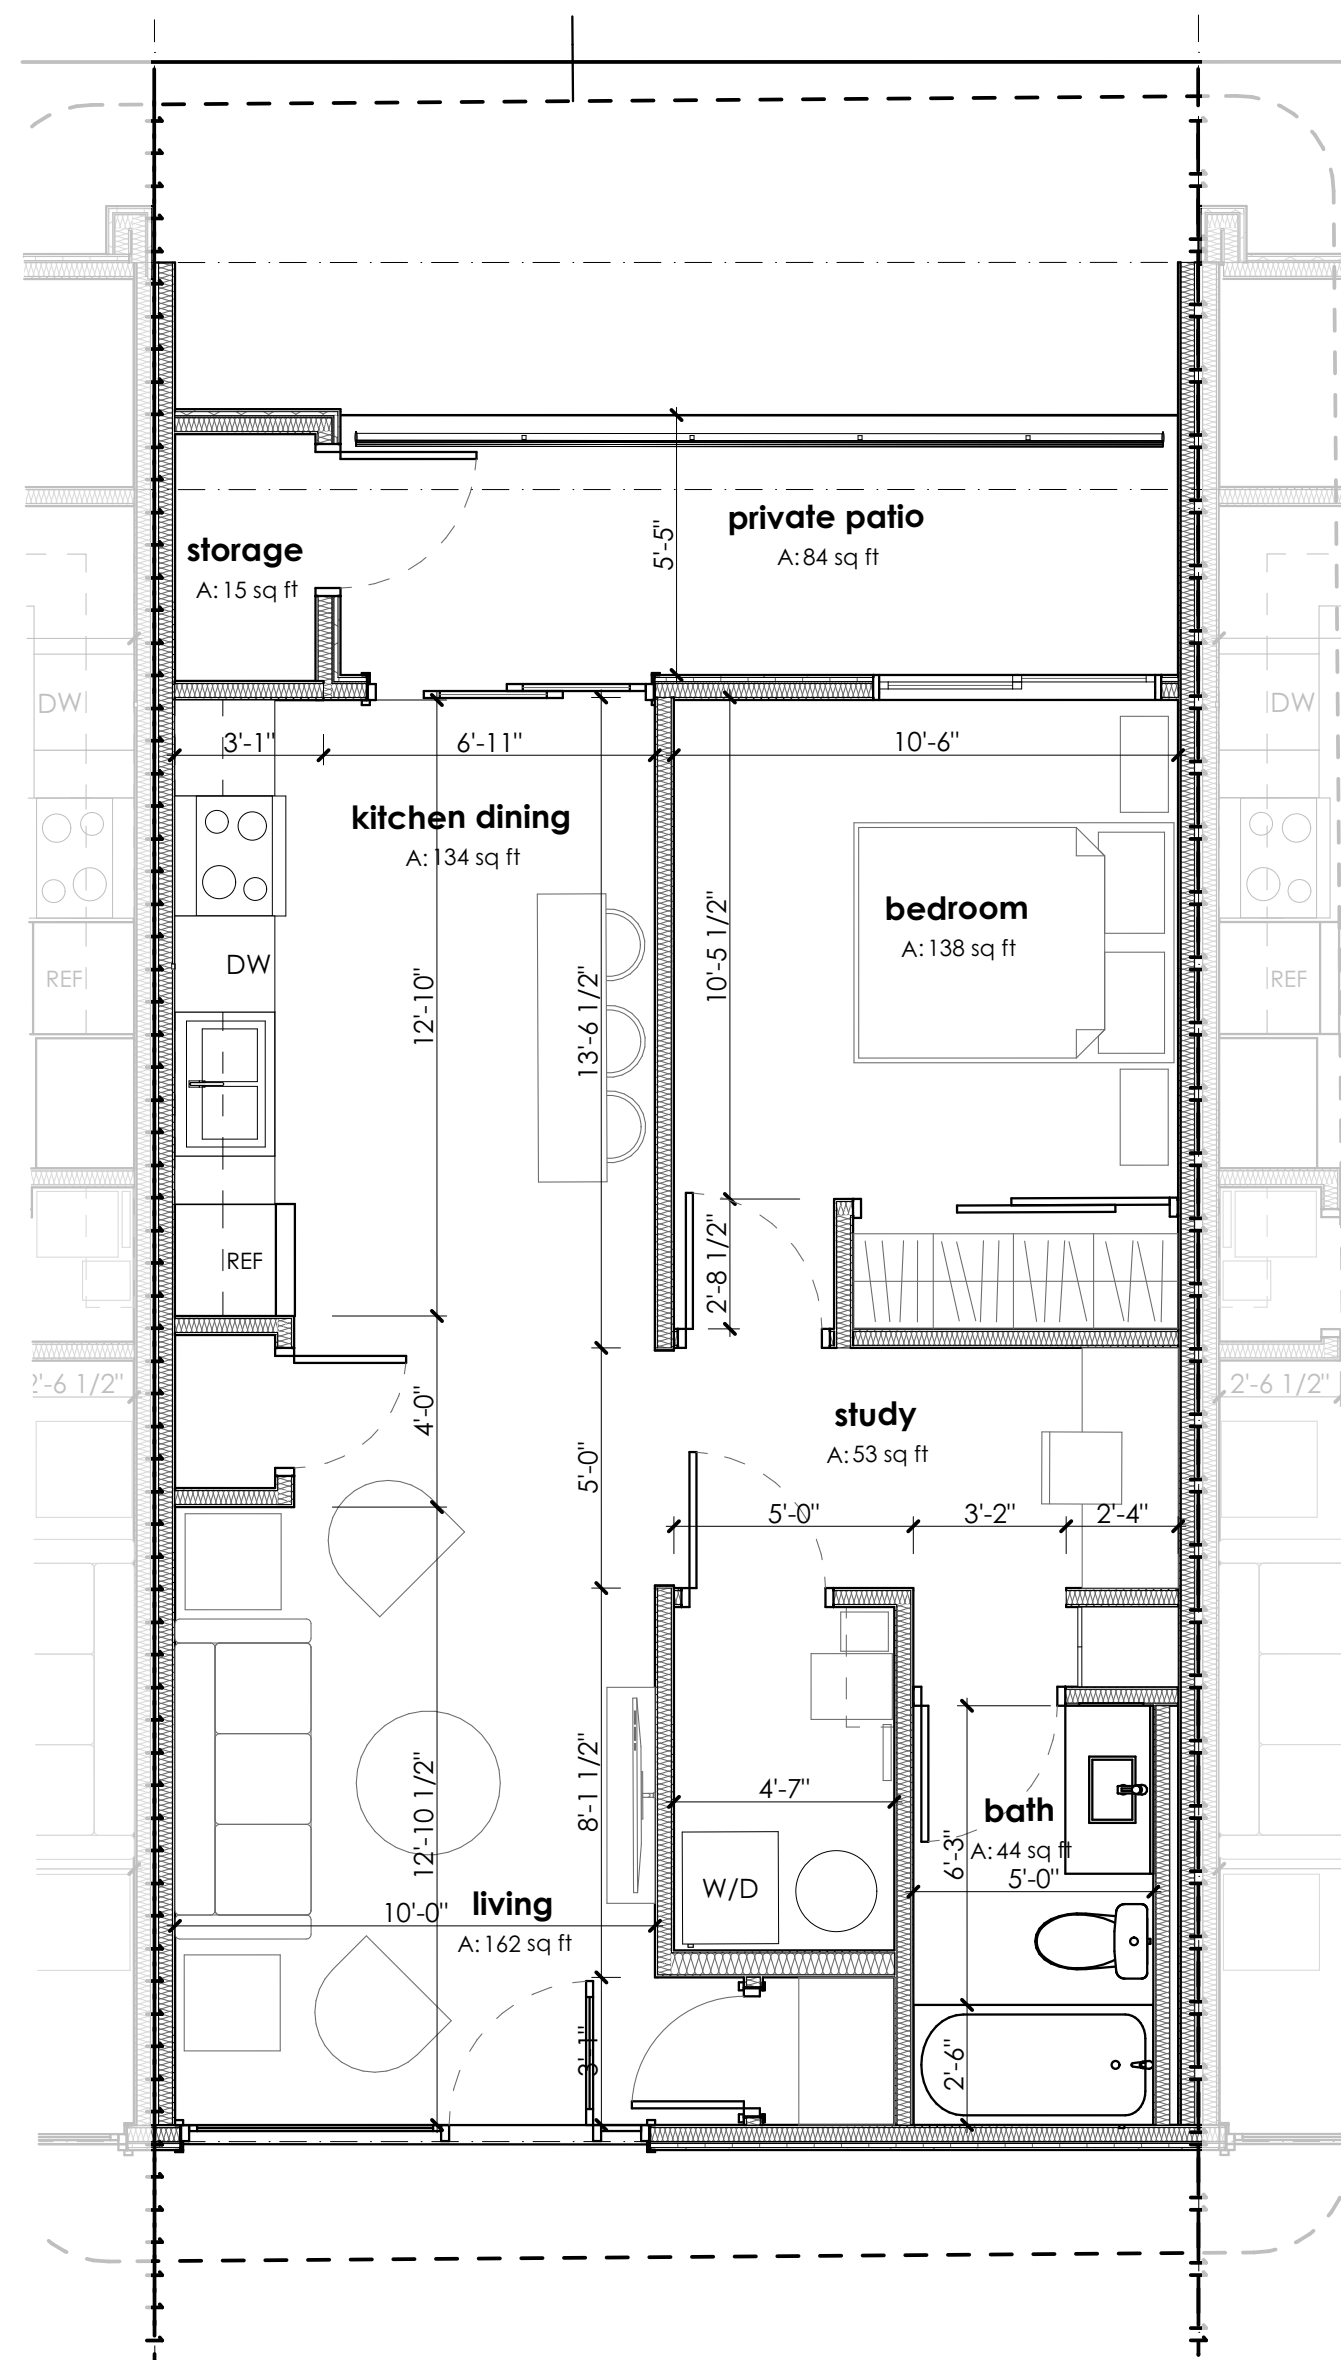 5'-5"
private patio
A: 84 sq ft
storage
A: 15 sq ft
DW
DW
3'-1"
6'-11"
10'-6"
kitchen dining
A: 134 sq ft
bedroom
A: 138 sq ft
10'-5 1/2"
DW
12'-10"
13'-6 1/2"
REF
REF
REF
2'-8 1/2"
2'-6 1/2"
2'-6 1/2"
4'-0"
5'-0"
study
A: 53 sq ft
5'-0"
3'-2"
2'-4"
12'-10 1/2"
8'-1 1/2"
4'-7"
bath
A: 44 sq ft
6'-3"
5'-0"
W/D
10'-0"
living
A: 162 sq ft
3'-1"
2'-6"